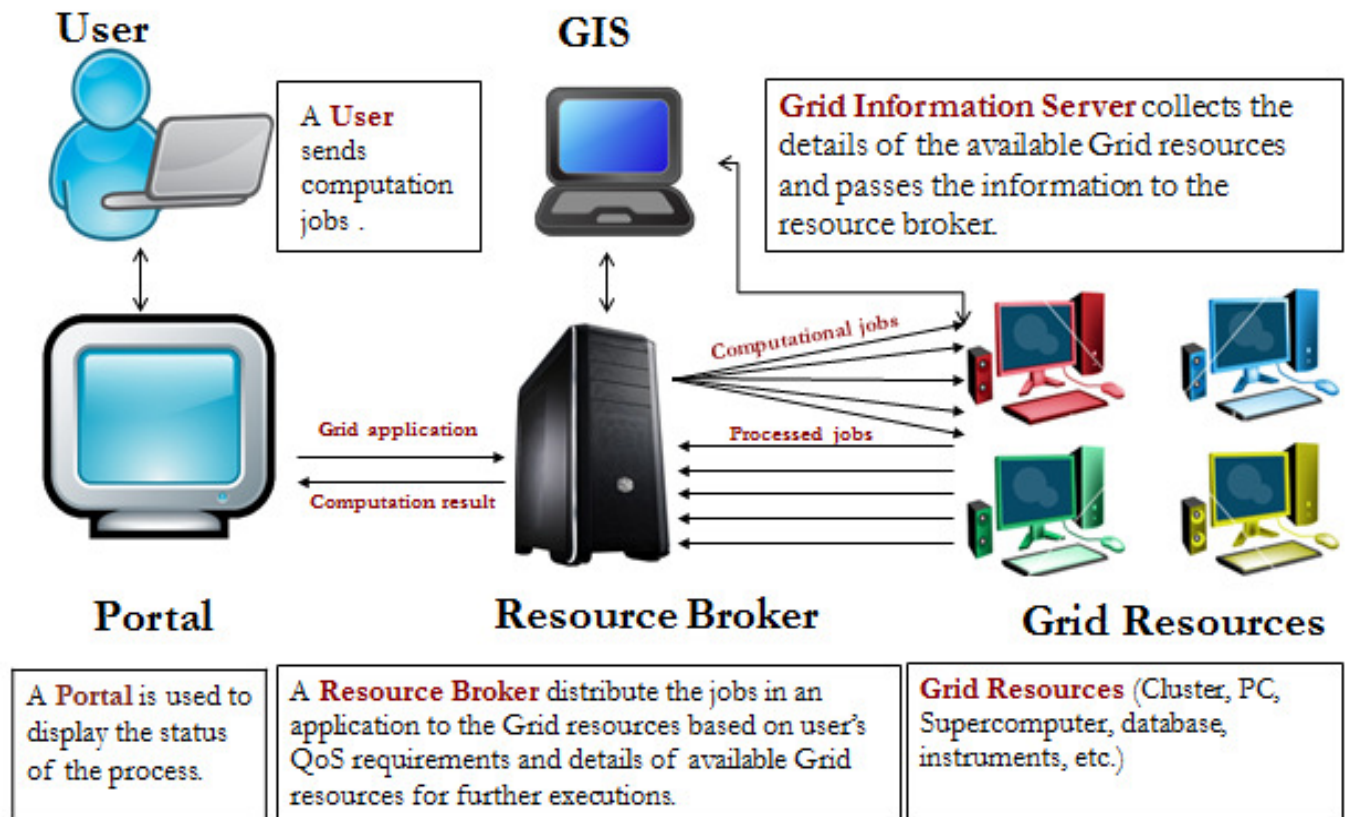 User
GIS
A User
sends
computation
jobs .
Grid Information Server collects the
details of the available Grid resources
and passes the information to the
resource broker.
Computational jobs
Grid application
Processed jobs
Computation result
Portal
Resource Broker
Grid Resources
A Portal is used to
display the status
of the process.
A Resource Broker distribute the jobs in an
application to the Grid resources based on user's
QoS requirements and details of available Grid
resources for further executions.
Grid Resources (Cluster, PC,
Supercomputer, database,
instruments, etc.)